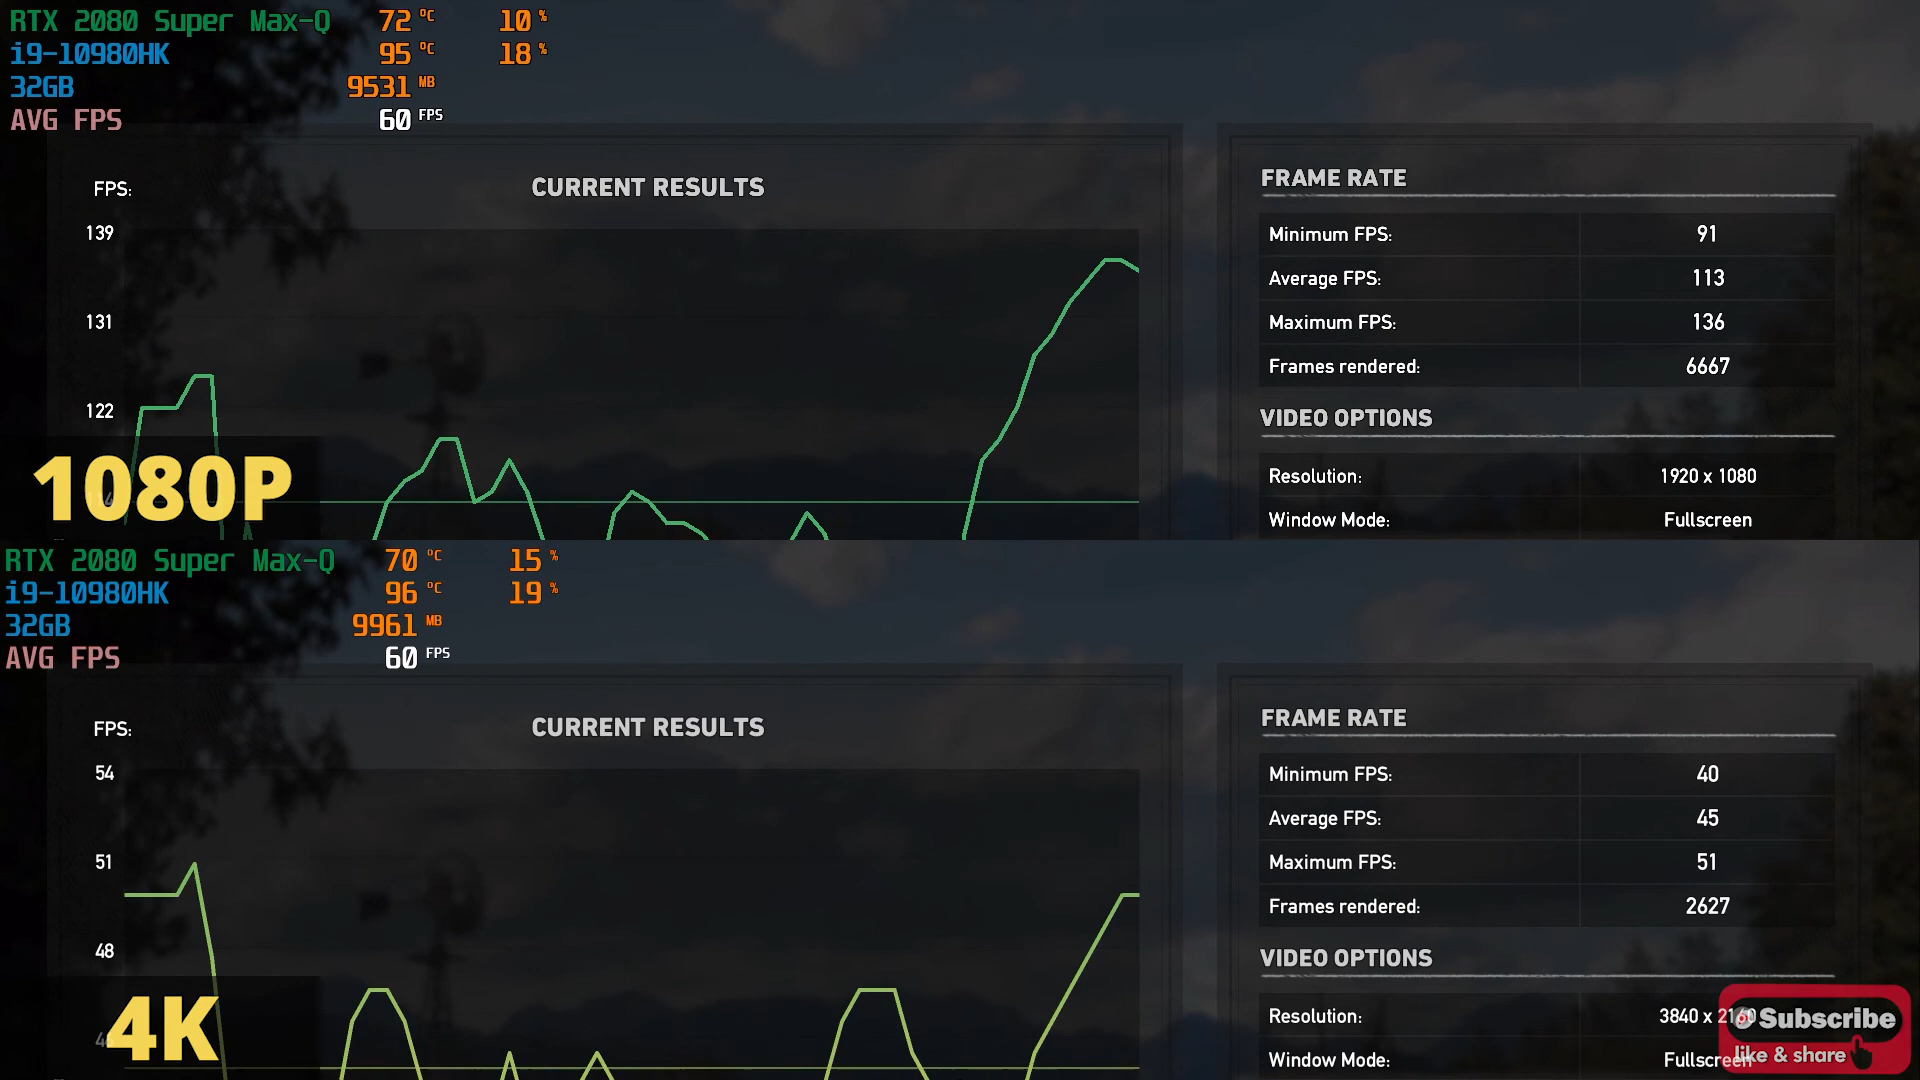 RTX 2080 Super Max-Q 72 °C 10 %
i9-10980HK 95 °C 18 %
32GB 9531 MB
AVG FPS 60 FPS
FPS: CURRENT RESULTS
139
131
122
1080P
FRAME RATE
Minimum FPS: 91
Average FPS: 113
Maximum FPS: 136
Frames rendered: 6667
VIDEO OPTIONS
Resolution: 1920 x 1080
Window Mode: Fullscreen
RTX 2080 Super Max-Q 70 °C 15 %
i9-10980HK 96 °C 19 %
32GB 9961 MB
AVG FPS 60 FPS
FPS: CURRENT RESULTS
54
51
48
4K
FRAME RATE
Minimum FPS: 40
Average FPS: 45
Maximum FPS: 51
Frames rendered: 2627
VIDEO OPTIONS
Resolution: 3840 x 2160
Window Mode: Fullscreen
Subscribe
like & share